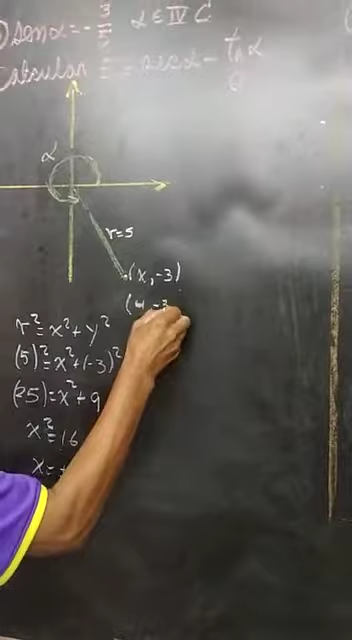 senα = -3/5 α ∈ IV C
Calcular E = secα - tgα
α
r=5
(x, -3)
(4, -3
r² = x² + y²
(5)² = x² + (-3)²
(25) = x² + 9
x² = 16
x = +